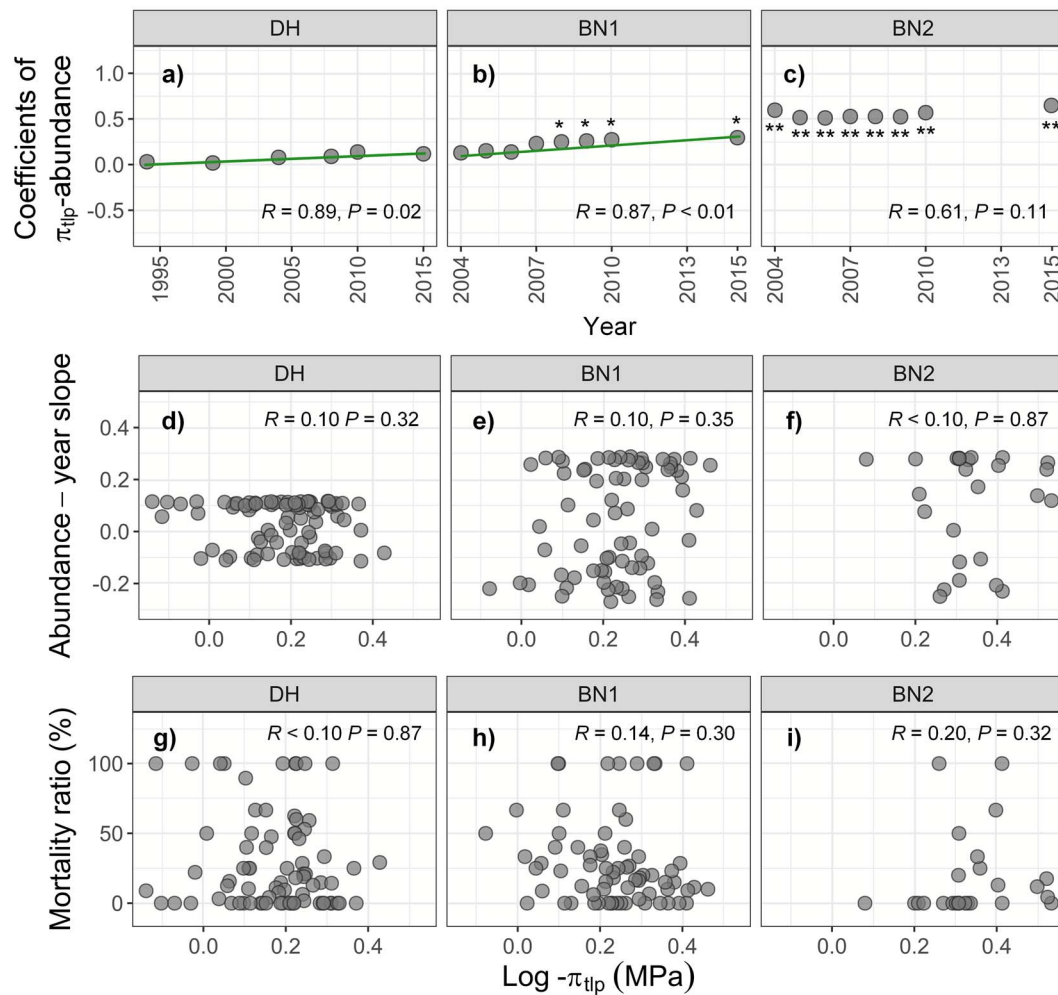 DH BN1 BN2
Coefficients of
πtlp-abundance
1.0
0.5
0.0
-0.5
a) b) c)
* * * *
** ** ** ** ** ** ** **
R = 0.89, P = 0.02 R = 0.87, P < 0.01 R = 0.61, P = 0.11
1995 2000 2005 2010 2015 2004 2007 2010 2013 2015 2004 2007 2010 2013 2015
Year
DH BN1 BN2
Abundance – year slope
0.4
0.2
0.0
-0.2
d) R = 0.10 P = 0.32 e) R = 0.10, P = 0.35 f) R < 0.10, P = 0.87
0.0 0.2 0.4 0.0 0.2 0.4 0.0 0.2 0.4
DH BN1 BN2
Mortality ratio (%)
100
50
0
g) R < 0.10 P = 0.87 h) R = 0.14, P = 0.30 i) R = 0.20, P = 0.32
0.0 0.2 0.4 0.0 0.2 0.4 0.0 0.2 0.4
Log -πtlp (MPa)